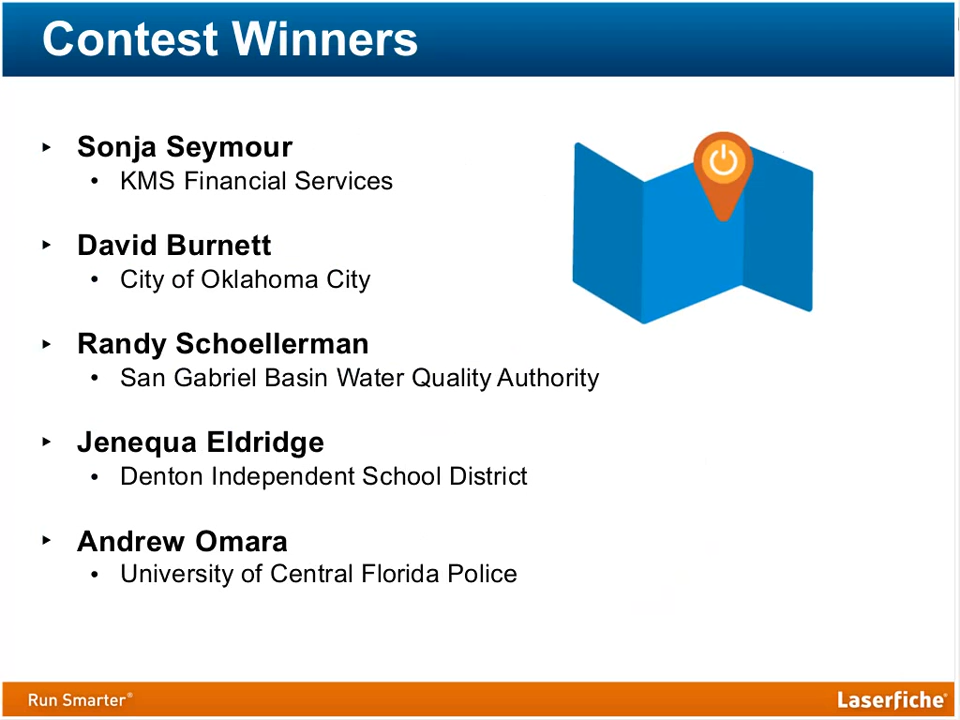 Contest Winners
‣ Sonja Seymour
• KMS Financial Services
‣ David Burnett
• City of Oklahoma City
‣ Randy Schoellerman
• San Gabriel Basin Water Quality Authority
‣ Jenequa Eldridge
• Denton Independent School District
‣ Andrew Omara
• University of Central Florida Police
Run Smarter® Laserfiche®